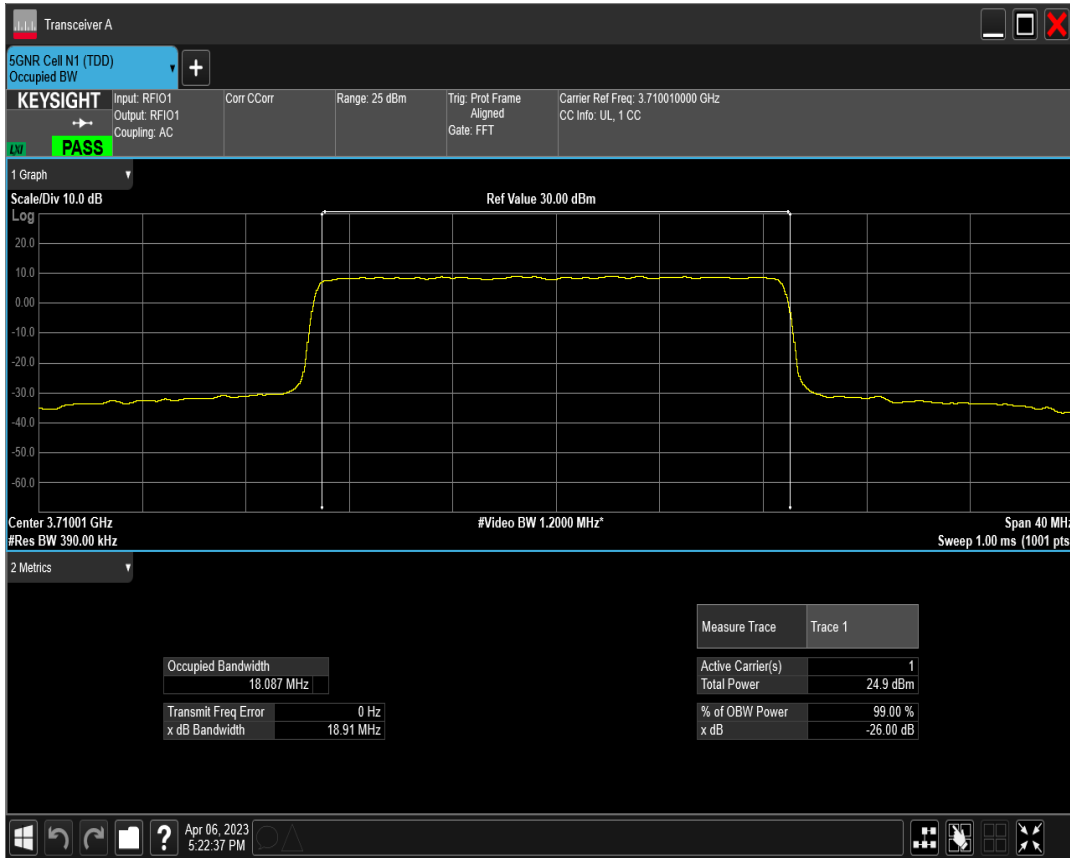 Transceiver A
5GNR Cell N1 (TDD)
Occupied BW
+
KEYSIGHT
LXI
PASS
Input: RFIO1
Output: RFIO1
Coupling: AC
Corr CCorr
Range: 25 dBm
Trig: Prot Frame
Aligned
Gate: FFT
Carrier Ref Freq: 3.710010000 GHz
CC Info: UL, 1 CC
1 Graph
Scale/Div 10.0 dB
Ref Value 30.00 dBm
Log
20.0
10.0
0.00
-10.0
-20.0
-30.0
-40.0
-50.0
-60.0
Center 3.71001 GHz
#Video BW 1.2000 MHz*
Span 40 MHz
#Res BW 390.00 kHz
Sweep 1.00 ms (1001 pts
2 Metrics
Measure Trace Trace 1
Occupied Bandwidth
18.087 MHz
Active Carrier(s) 1
Total Power 24.9 dBm
Transmit Freq Error 0 Hz
x dB Bandwidth 18.91 MHz
% of OBW Power 99.00 %
x dB -26.00 dB
?
Apr 06, 2023
5:22:37 PM